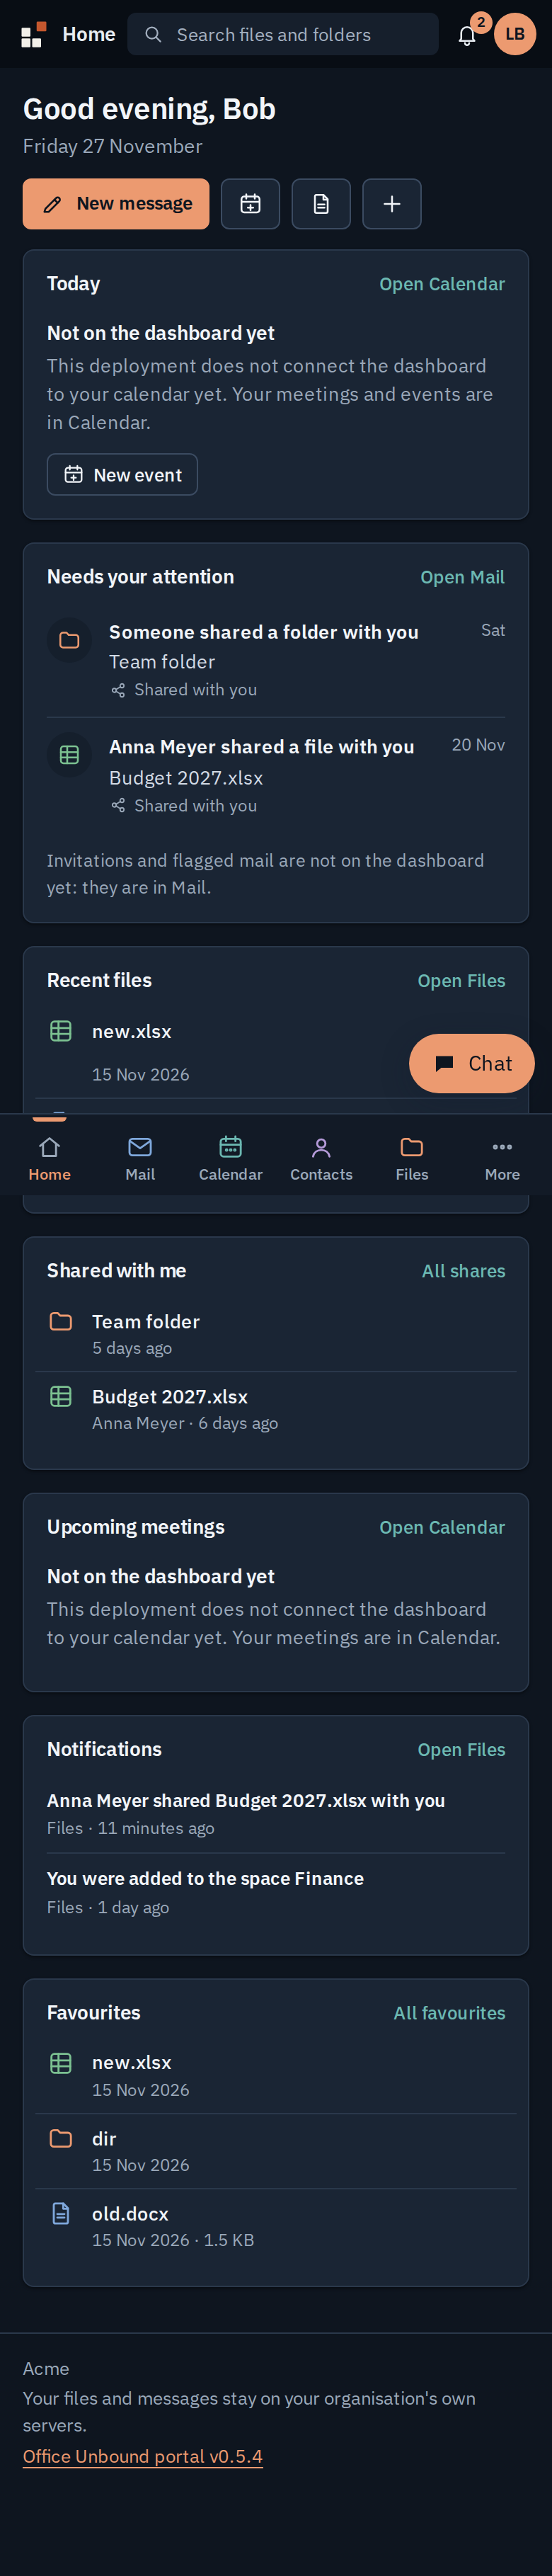 Home
Search files and folders
2
LB
Good evening, Bob
Friday 27 November
New message
Today
Open Calendar
Not on the dashboard yet
This deployment does not connect the dashboard
to your calendar yet. Your meetings and events are
in Calendar.
New event
Needs your attention
Open Mail
Someone shared a folder with you
Sat
Team folder
Shared with you
Anna Meyer shared a file with you
20 Nov
Budget 2027.xlsx
Shared with you
Invitations and flagged mail are not on the dashboard
yet: they are in Mail.
Recent files
Open Files
new.xlsx
15 Nov 2026
Chat
Home
Mail
Calendar
Contacts
Files
More
Shared with me
All shares
Team folder
5 days ago
Budget 2027.xlsx
Anna Meyer · 6 days ago
Upcoming meetings
Open Calendar
Not on the dashboard yet
This deployment does not connect the dashboard
to your calendar yet. Your meetings are in Calendar.
Notifications
Open Files
Anna Meyer shared Budget 2027.xlsx with you
Files · 11 minutes ago
You were added to the space Finance
Files · 1 day ago
Favourites
All favourites
new.xlsx
15 Nov 2026
dir
15 Nov 2026
old.docx
15 Nov 2026 · 1.5 KB
Acme
Your files and messages stay on your organisation's own
servers.
Office Unbound portal v0.5.4